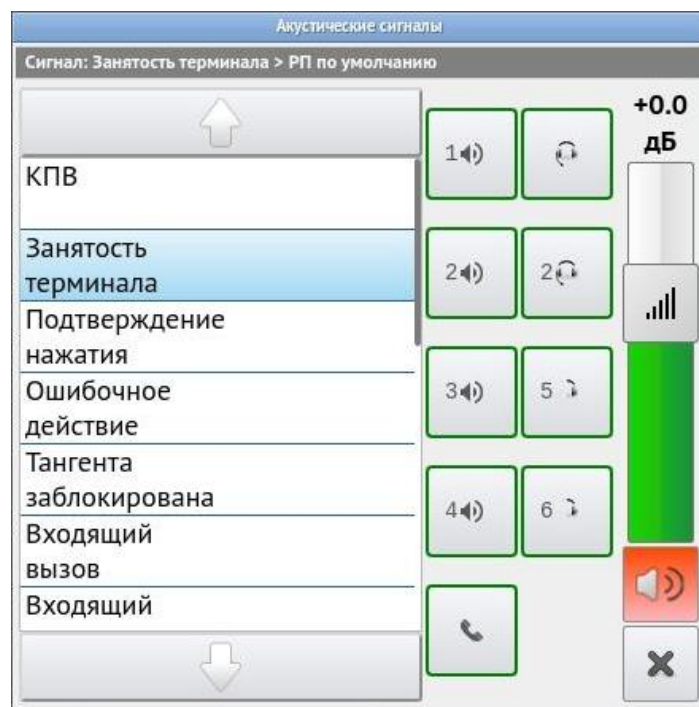 Акустические сигналы
Сигнал: Занятость терминала > РП по умолчанию
КПВ
Занятость
терминала
Подтверждение
нажатия
Ошибочное
действие
Тангента
заблокирована
Входящий
вызов
Входящий
1
2
2
3
5
4
6
+0.0
дБ